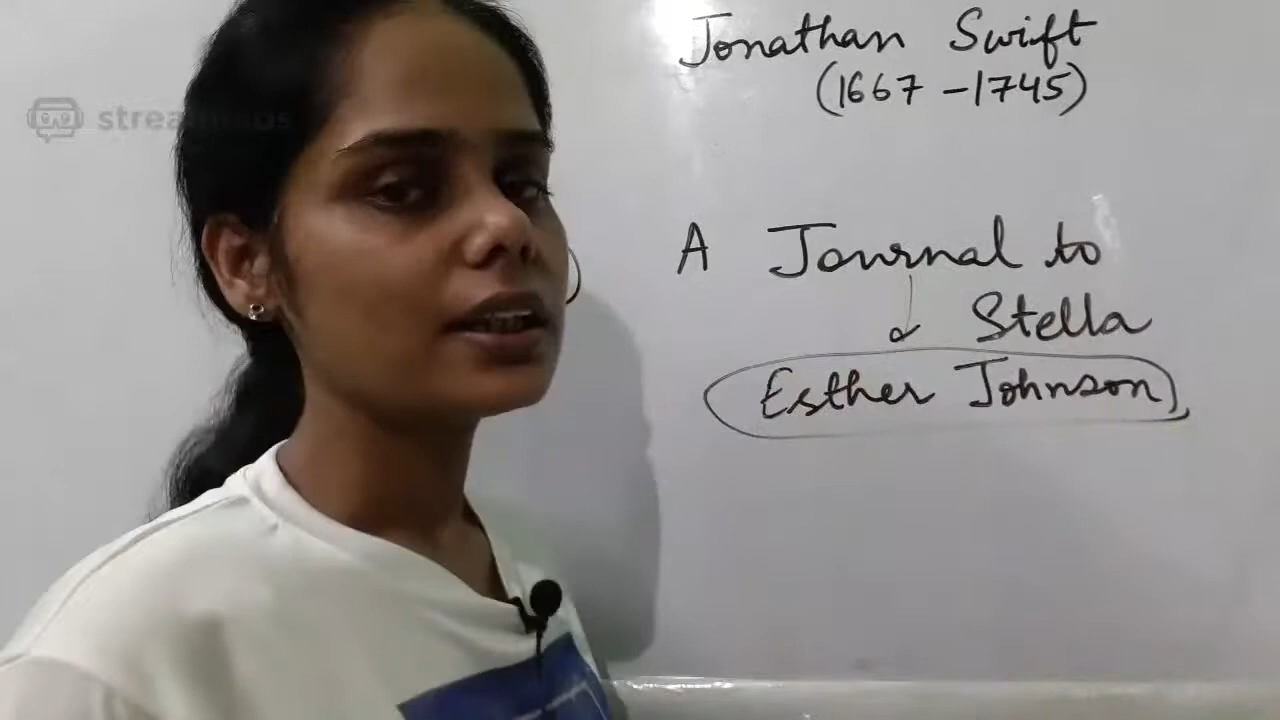 Jonathan Swift
(1667 - 1745)
A Journal to
Stella
Esther Johnson